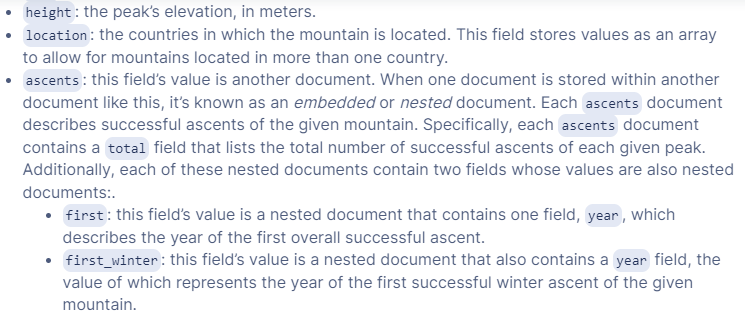 • height: the peak's elevation, in meters.
• location: the countries in which the mountain is located. This field stores values as an array
to allow for mountains located in more than one country.
• ascents: this field's value is another document. When one document is stored within another
document like this, it's known as an embedded or nested document. Each ascents document
describes successful ascents of the given mountain. Specifically, each ascents document
contains a total field that lists the total number of successful ascents of each given peak.
Additionally, each of these nested documents contain two fields whose values are also nested
documents:.
• first: this field's value is a nested document that contains one field, year, which
describes the year of the first overall successful ascent.
• first_winter: this field's value is a nested document that also contains a year field, the
value of which represents the year of the first successful winter ascent of the given
mountain.